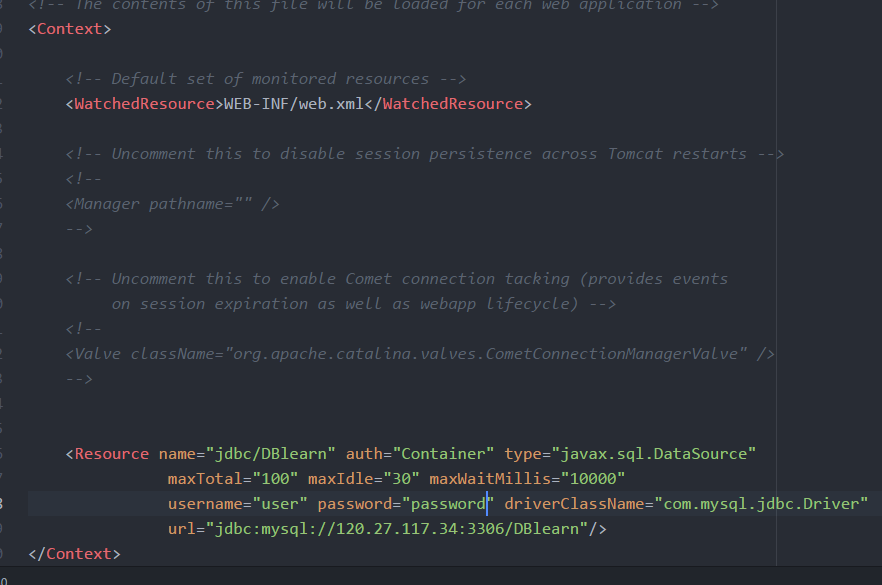 <!-- The contents of this file will be loaded for each web application -->
<Context>
<!-- Default set of monitored resources -->
<WatchedResource>WEB-INF/web.xml</WatchedResource>
<!-- Uncomment this to disable session persistence across Tomcat restarts -->
<!--
<Manager pathname="" />
-->
<!-- Uncomment this to enable Comet connection tacking (provides events
on session expiration as well as webapp lifecycle) -->
<!--
<Valve className="org.apache.catalina.valves.CometConnectionManagerValve" />
-->
<Resource name="jdbc/DBlearn" auth="Container" type="javax.sql.DataSource"
maxTotal="100" maxIdle="30" maxWaitMillis="10000"
username="user" password="password" driverClassName="com.mysql.jdbc.Driver"
url="jdbc:mysql://120.27.117.34:3306/DBlearn"/>
</Context>